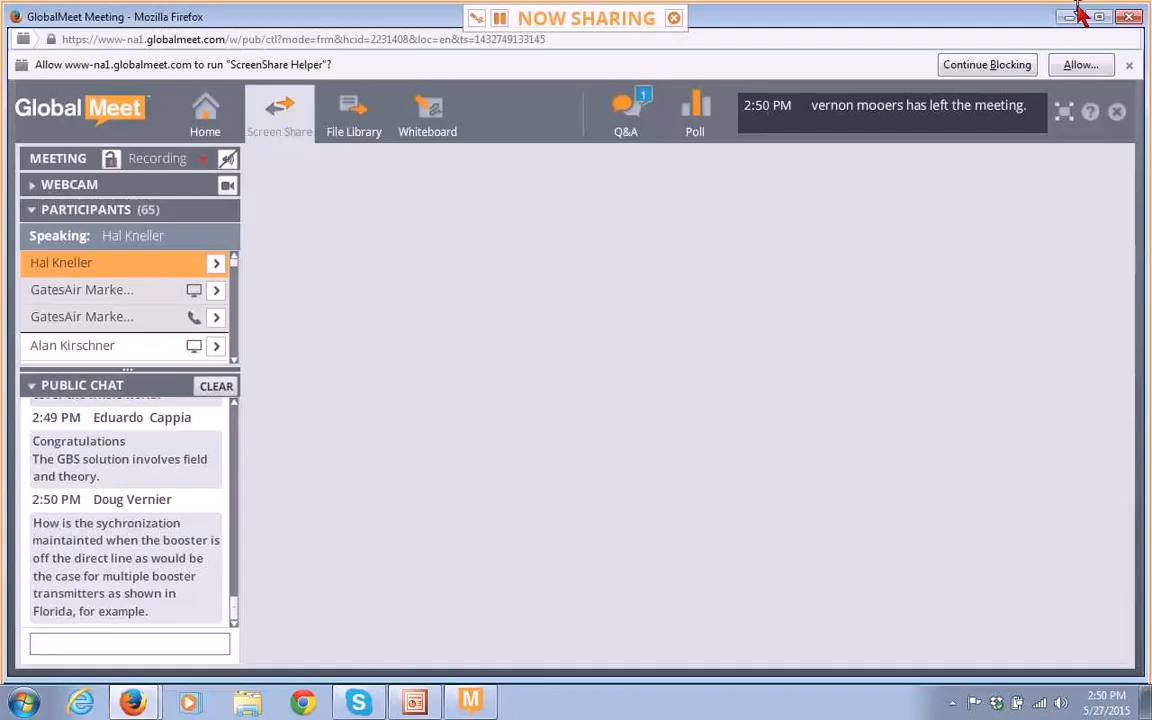 GlobalMeet Meeting - Mozilla Firefox
NOW SHARING
https://www-na1.globalmeet.com/w/pub/ctl?mode=frm&hcid=2231408&loc=en&ts=1432749133145
Allow www-na1.globalmeet.com to run "ScreenShare Helper"?
Continue Blocking
Allow...
GlobalMeet
Home
Screen Share
File Library
Whiteboard
Q&A
1
Poll
2:50 PM vernon mooers has left the meeting.
MEETING Recording
WEBCAM
PARTICIPANTS (65)
Speaking: Hal Kneller
Hal Kneller
GatesAir Marke...
GatesAir Marke...
Alan Kirschner
PUBLIC CHAT CLEAR
2:49 PM Eduardo Cappia
Congratulations
The GBS solution involves field
and theory.
2:50 PM Doug Vernier
How is the sychronization
maintainted when the booster is
off the direct line as would be
the case for multiple booster
transmitters as shown in
Florida, for example.
2:50 PM
5/27/2015